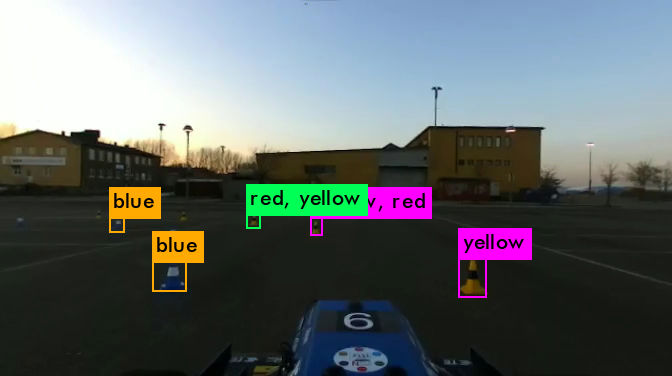 blue
red, yellow
v, red
blue
yellow
6